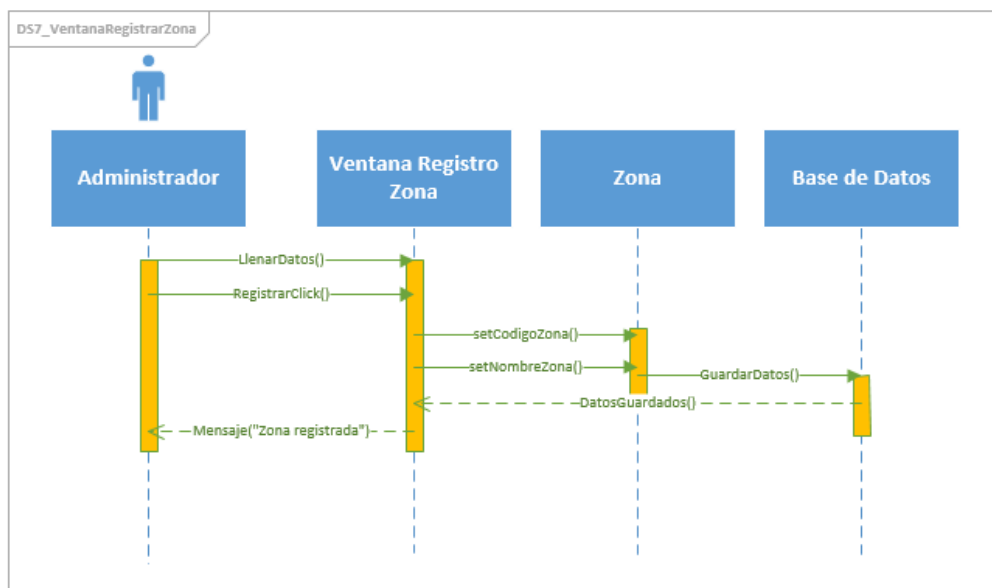 DS7_VentanaRegistrarZona
Administrador
Ventana Registro
Zona
Zona
Base de Datos
LlenarDatos()
RegistrarClick()
setCodigoZona()
setNombreZona()
GuardarDatos()
DatosGuardados()
Mensaje("Zona registrada")